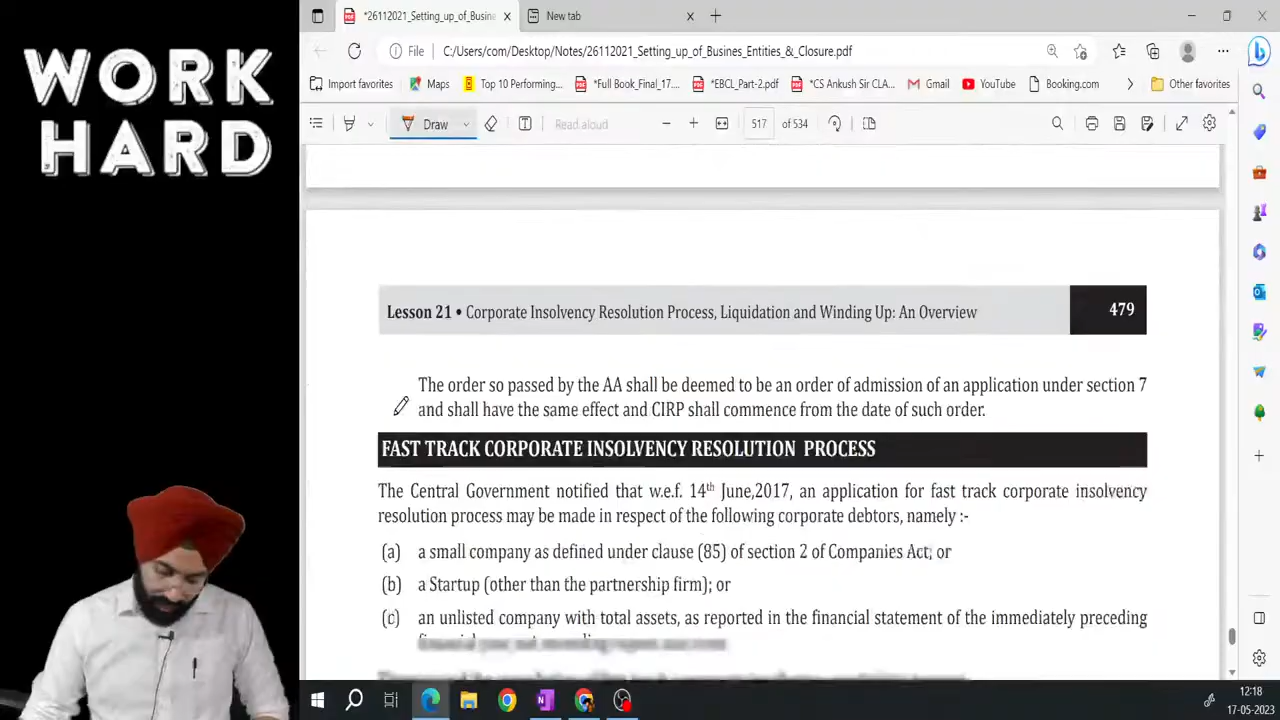 WORK
HARD
*26112021_Setting_up_of_Busine
New tab
File
C:/Users/com/Desktop/Notes/26112021_Setting_up_of_Busines_Entities_&_Closure.pdf
Import favorites
Maps
Top 10 Performing...
*Full Book_Final_17....
*EBCL_Part-2.pdf
*CS Ankush Sir CLA...
Gmail
YouTube
Booking.com
Other favorites
Draw
Read aloud
517
of 534
Lesson 21 • Corporate Insolvency Resolution Process, Liquidation and Winding Up: An Overview
479
The order so passed by the AA shall be deemed to be an order of admission of an application under section 7
and shall have the same effect and CIRP shall commence from the date of such order.
FAST TRACK CORPORATE INSOLVENCY RESOLUTION PROCESS
The Central Government notified that w.e.f. 14th June,2017, an application for fast track corporate insolvency
resolution process may be made in respect of the following corporate debtors, namely :-
(a) a small company as defined under clause (85) of section 2 of Companies Act, or
(b) a Startup (other than the partnership firm); or
(c) an unlisted company with total assets, as reported in the financial statement of the immediately preceding
12:18
17-05-2023